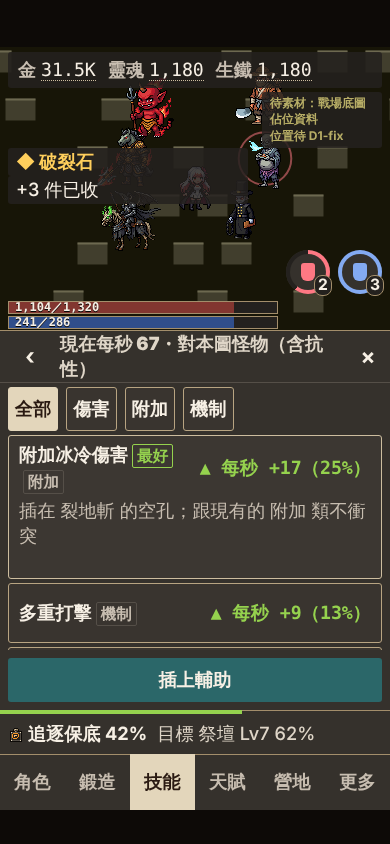 金 31.5K 靈魂 1,180 生鐵 1,180
待素材：戰場底圖
佔位資料
位置待 D1-fix
◆ 破裂石
+3 件已收
2
3
1,104／1,320
241／286
‹ 現在每秒 67・對本圖怪物（含抗性） ×
全部 傷害 附加 機制
附加冰冷傷害 最好
附加
▲ 每秒 +17（25%）
插在 裂地斬 的空孔；跟現有的 附加 類不衝
突
多重打擊 機制 ▲ 每秒 +9（13%）
插上輔助
追逐保底 42% 目標 祭壇 Lv7 62%
角色 鍛造 技能 天賦 營地 更多